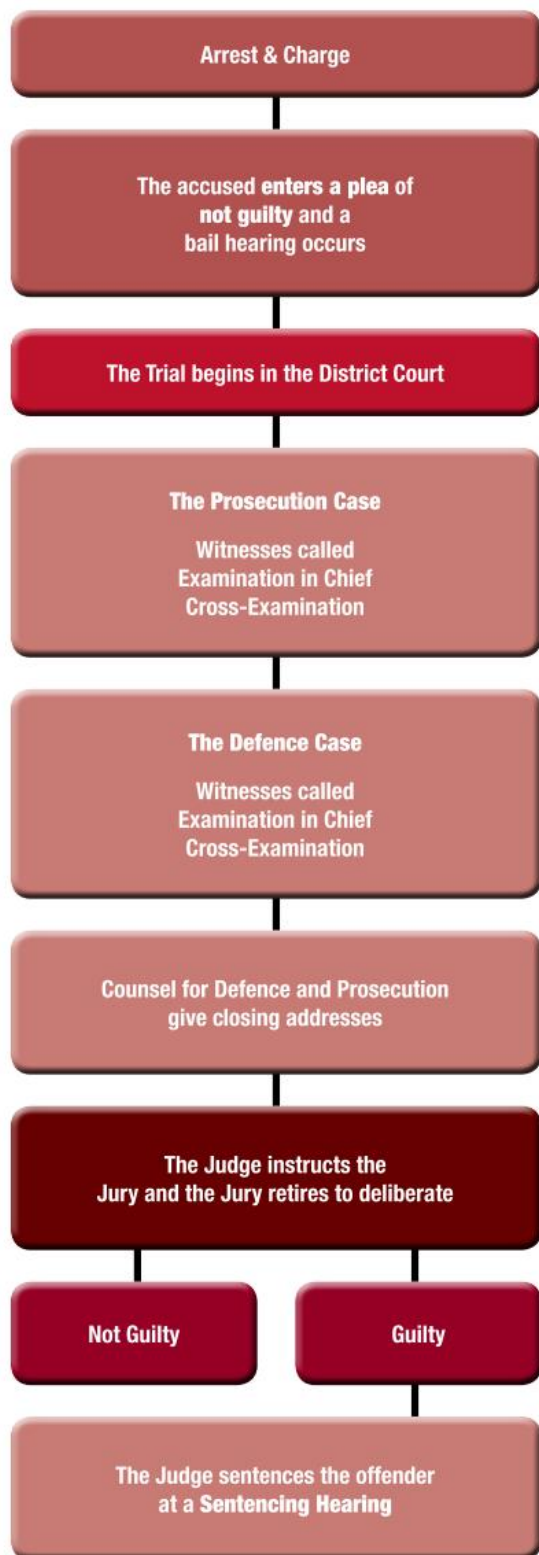 Arrest & Charge
The accused enters a plea of
not guilty and a
bail hearing occurs
The Trial begins in the District Court
The Prosecution Case
Witnesses called
Examination in Chief
Cross-Examination
The Defence Case
Witnesses called
Examination in Chief
Cross-Examination
Counsel for Defence and Prosecution
give closing addresses
The Judge instructs the
Jury and the Jury retires to deliberate
Not Guilty
Guilty
The Judge sentences the offender
at a Sentencing Hearing